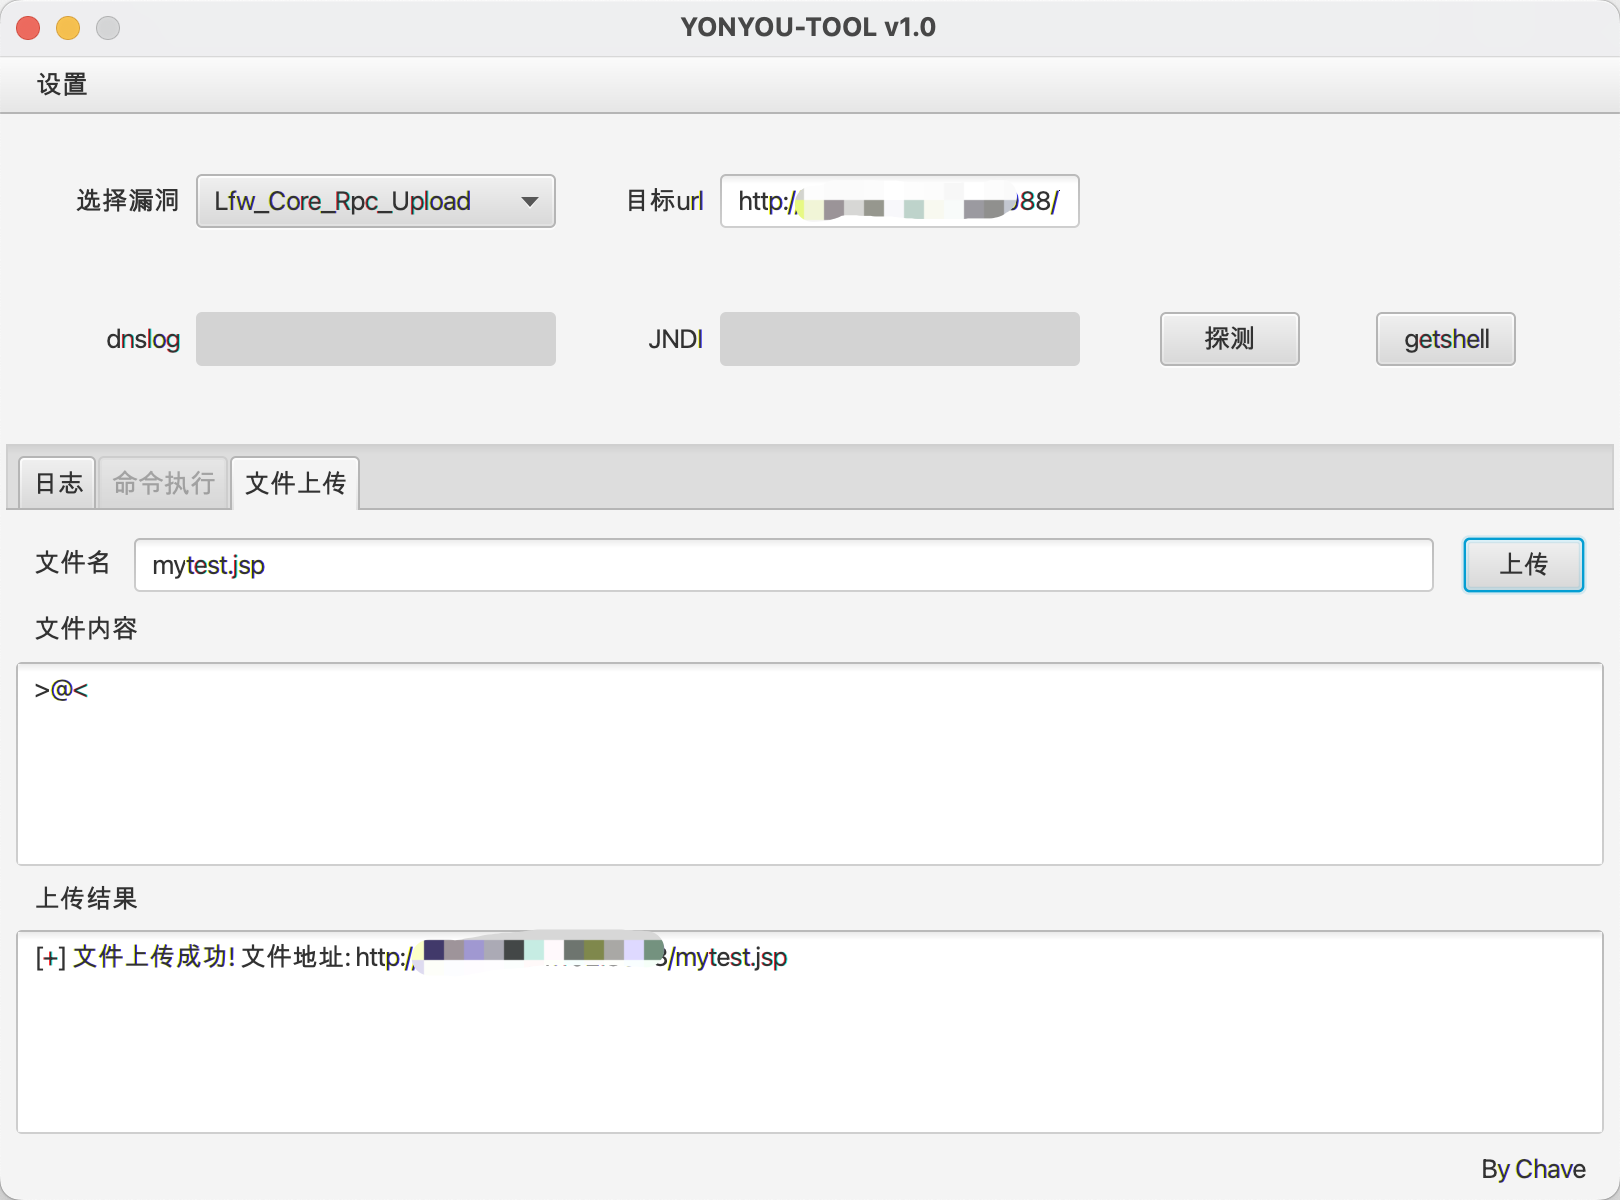 YONYOU-TOOL v1.0
设置
选择漏洞 Lfw_Core_Rpc_Upload 目标url http:/ 88/
dnslog JNDI 探测 getshell
日志 命令执行 文件上传
文件名 mytest.jsp 上传
文件内容
>@<
上传结果
[+] 文件上传成功! 文件地址: http:/ /mytest.jsp
By Chave